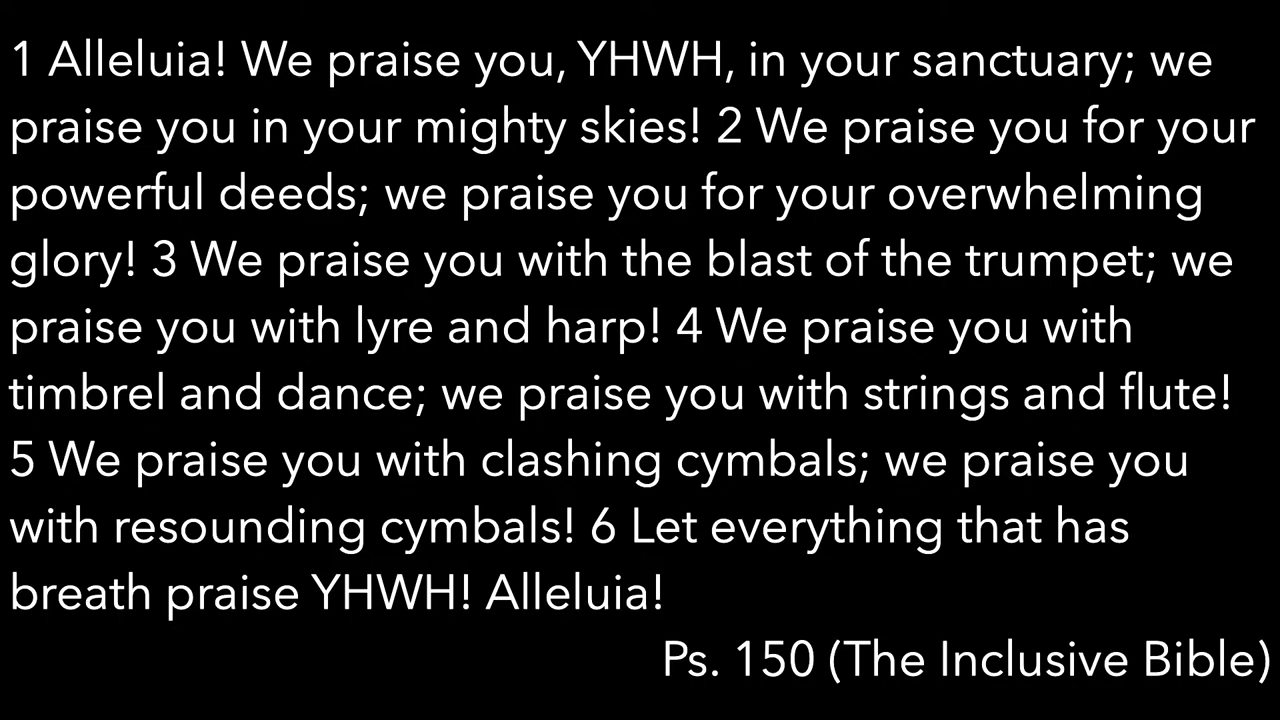 1 Alleluia! We praise you, YHWH, in your sanctuary; we
praise you in your mighty skies! 2 We praise you for your
powerful deeds; we praise you for your overwhelming
glory! 3 We praise you with the blast of the trumpet; we
praise you with lyre and harp! 4 We praise you with
timbrel and dance; we praise you with strings and flute!
5 We praise you with clashing cymbals; we praise you
with resounding cymbals! 6 Let everything that has
breath praise YHWH! Alleluia!
Ps. 150 (The Inclusive Bible)